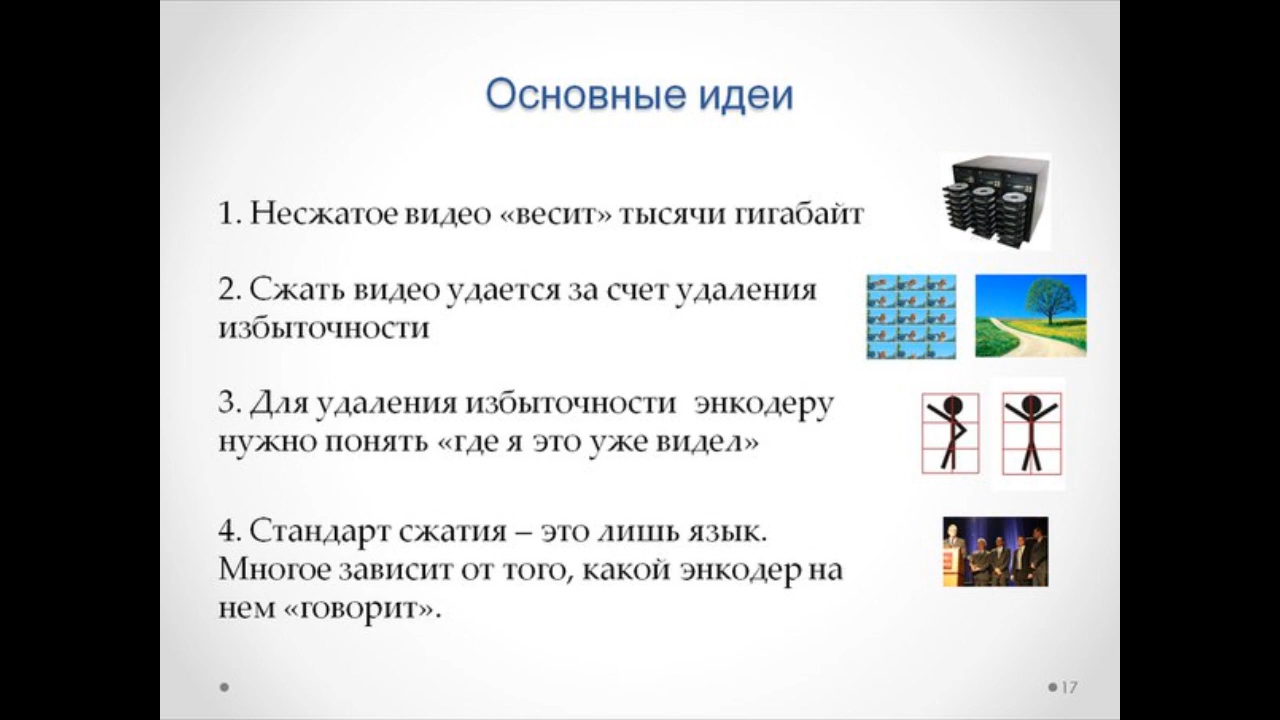 Основные идеи
1. Несжатое видео «весит» тысячи гигабайт
2. Сжать видео удается за счет удаления
избыточности
3. Для удаления избыточности энкодеру
нужно понять «где я это уже видел»
4. Стандарт сжатия – это лишь язык.
Многое зависит от того, какой энкодер на
нем «говорит».
17